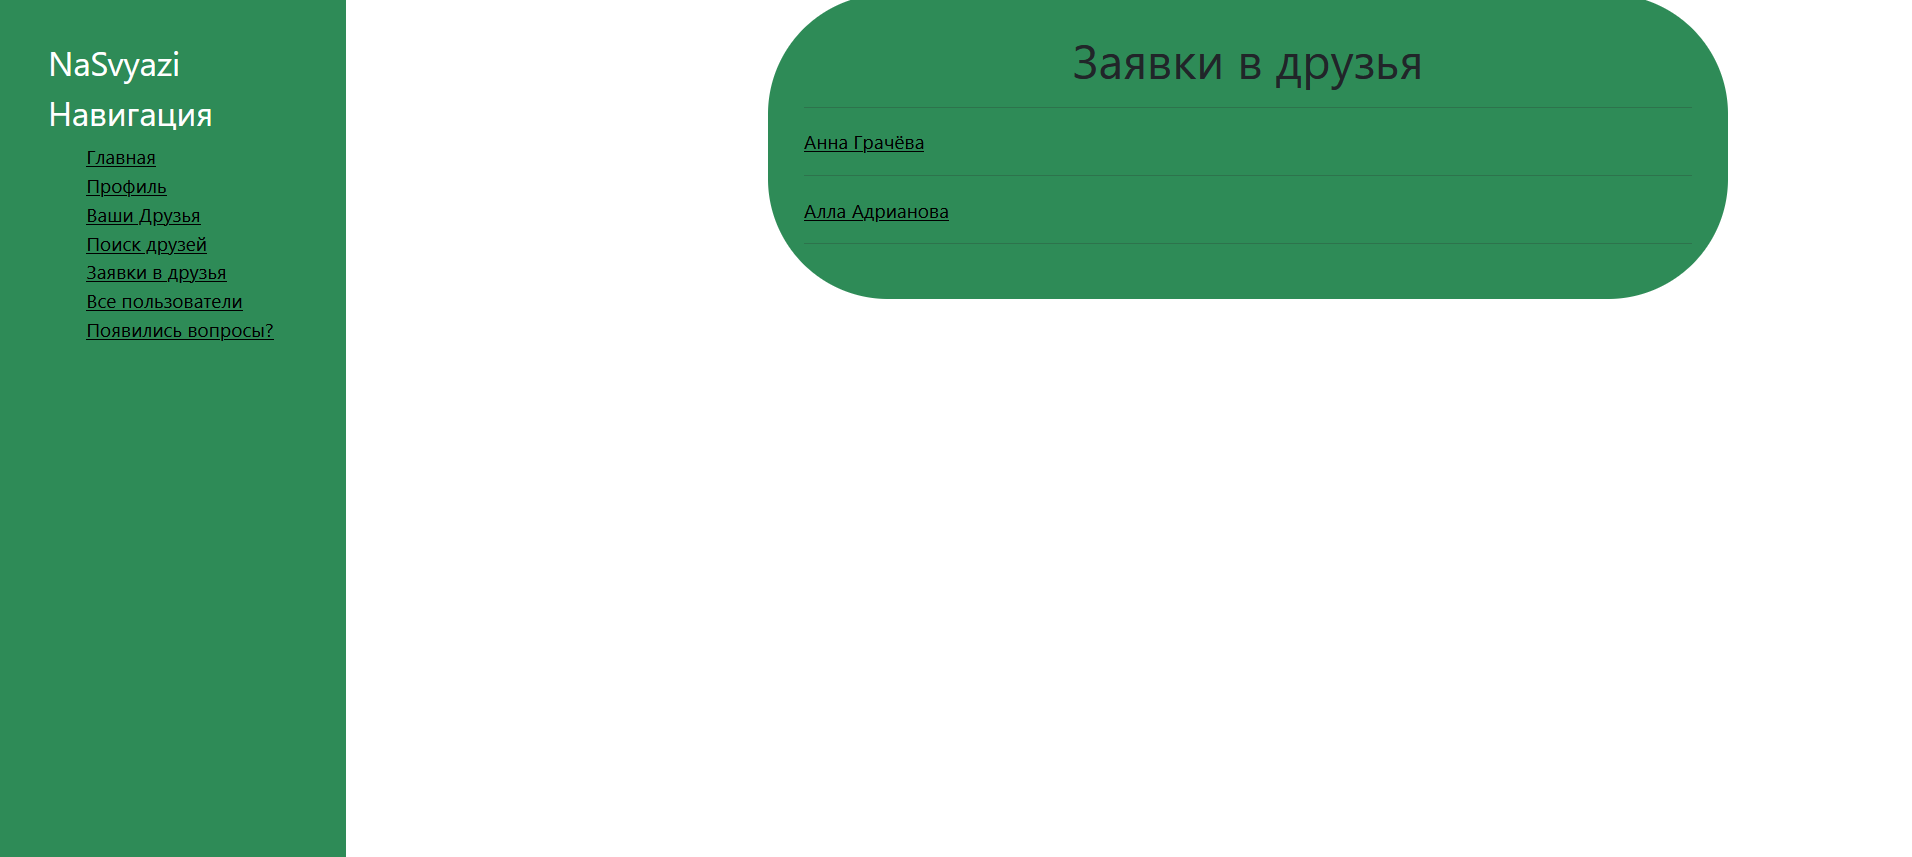 NaSvyazi
Навигация
Главная
Профиль
Ваши Друзья
Поиск друзей
Заявки в друзья
Все пользователи
Появились вопросы?
Заявки в друзья
Анна Грачёва
Алла Адрианова